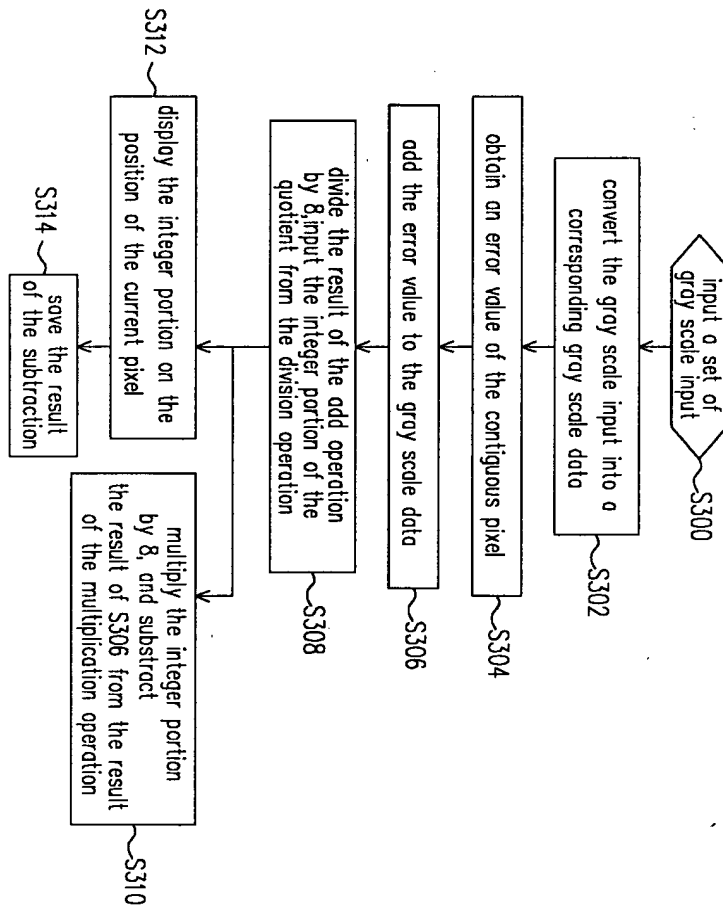 input a set of
gray scale input
S300
convert the gray scale input into a
corresponding gray scale data
S302
obtain an error value of the contiguous pixel
S304
add the error value to the gray scale data
S306
divide the result of the add operation
by 8,input the integer portion of the
quotient from the division operation
S308
S312
display the integer portion on the
position of the current pixel
multiply the integer portion
by 8, and substract
the result of S306 from the result
of the multiplication operation
S310
S314
save the result
of the subtraction